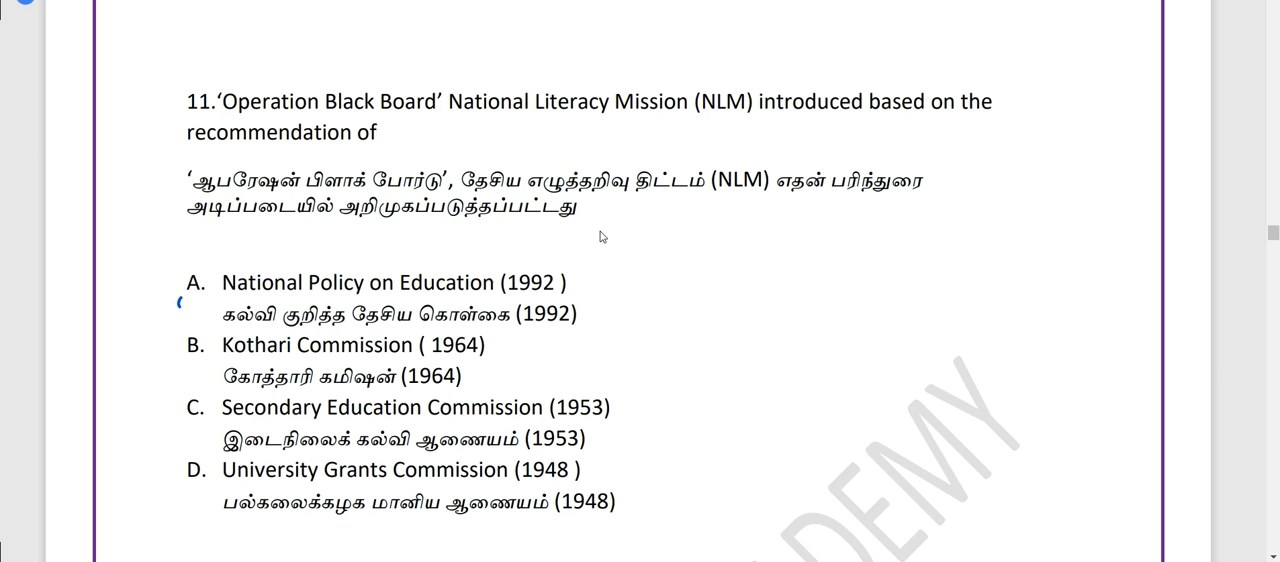 11.‘Operation Black Board’ National Literacy Mission (NLM) introduced based on the
recommendation of
‘ஆபரேஷன் பிளாக் போர்டு’, தேசிய எழுத்தறிவு திட்டம் (NLM) எதன் பரிந்துரை
அடிப்படையில் அறிமுகப்படுத்தப்பட்டது
A. National Policy on Education (1992 )
கல்வி குறித்த தேசிய கொள்கை (1992)
B. Kothari Commission ( 1964)
கோத்தாரி கமிஷன் (1964)
C. Secondary Education Commission (1953)
இடைநிலைக் கல்வி ஆணையம் (1953)
D. University Grants Commission (1948 )
பல்கலைக்கழக மானிய ஆணையம் (1948)
DEMY